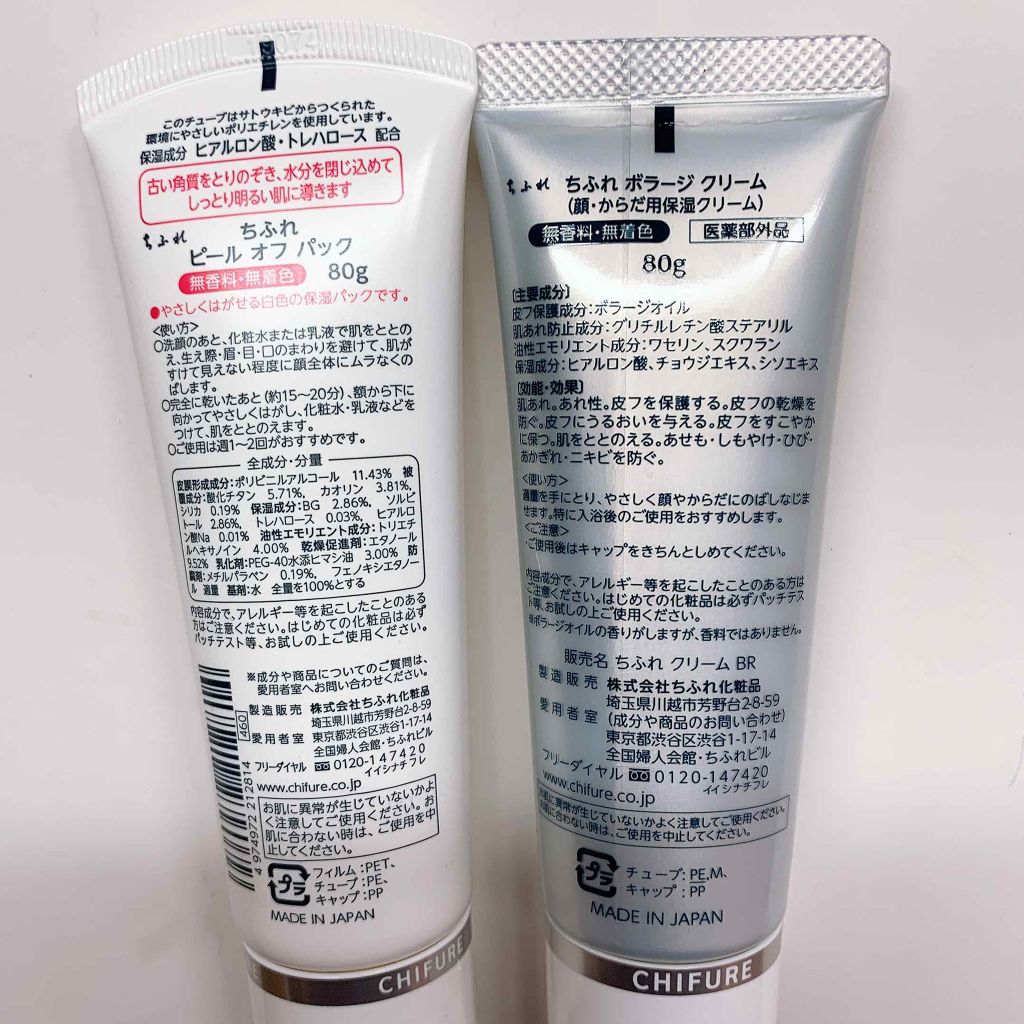 このチューブはサトウキビからつくられた
環境にやさしいポリエチレンを使用しています。
保湿成分 ヒアルロン酸・トレハロース 配合
古い角質をとりのぞき、水分を閉じ込めて
しっとり明るい肌に導きます
ちふれ ちふれ
ピール オフ パック
無香料・無着色 80g
●やさしくはがせる白色の保湿パックです。
<使い方>
○洗顔のあと、化粧水または乳液で肌をととの
え、生え際・眉・目・口のまわりを避けて、肌が
すけて見えない程度に顔全体にムラなくの
ばします。
○完全に乾いたあと(約15〜20分)、額から下に
向かってやさしくはがし、化粧水・乳液などを
つけて、肌をととのえます。
○ご使用は週1〜2回がおすすめです。
全成分・分量
皮膜形成成分:ポリビニルアルコール 11.43% 被
覆成分:酸化チタン 5.71%、 カオリン 3.81%、
シリカ 0.19% 保湿成分:BG 2.86%、 ソルビ
トール 2.86%、 トレハロース 0.03%、 ヒアルロ
ン酸Na 0.01% 油性エモリエント成分:トリエチ
ルヘキサノイン 4.00% 乾燥促進剤:エタノール
9.52% 乳化剤:PEG-40水添ヒマシ油 3.00% 防
腐剤:メチルパラベン 0.19%、 フェノキシエタノー
ル 適量 基剤:水 全量を100%とする
内容成分で、アレルギー等を起こしたことのある
方はご注意ください。はじめての化粧品は必ず
パッチテスト等、お試しの上ご使用ください。
※成分や商品についてのご質問は、
愛用者室へお問い合わせください。
製造販売 株式会社ちふれ化粧品
埼玉県川越市芳野台2-8-59
愛用者室 東京都渋谷区渋谷1-17-14
全国婦人会館・ちふれビル
フリーダイヤル 0120-147420
イイシナチフレ
www.chifure.co.jp
お肌に異常が生じていないかよ
く注意してご使用ください。お
肌に合わない時は、ご使用を中
止してください。
460
4 974972 212814
プラ
フィルム:PET、
チューブ:PE、
キャップ:PP
MADE IN JAPAN
CHIFURE
ちふれ ちふれ ボラージ クリーム
(顔・からだ用保湿クリーム)
無香料・無着色 医薬部外品
80g
〔主要成分〕
皮フ保護成分:ボラージオイル
肌あれ防止成分:グリチルレチン酸ステアリル
油性エモリエント成分:ワセリン、スクワラン
保湿成分:ヒアルロン酸、チョウジエキス、シソエキス
〔効能・効果〕
肌あれ。あれ性。皮フを保護する。皮フの乾燥を
防ぐ。皮フにうるおいを与える。皮フをすこやか
に保つ。肌をととのえる。あせも・しもやけ・ひび・
あかぎれ・ニキビを防ぐ。
<使い方>
適量を手にとり、やさしく顔やからだにのばしなじま
せます。特に入浴後のご使用をおすすめします。
<ご注意>
・ご使用後はキャップをきちんとしめてください。
内容成分で、アレルギー等を起こしたことのある方は
ご注意ください。はじめての化粧品は必ずパッチテス
ト等、お試しの上ご使用ください。
※ボラージオイルの香りがしますが、香料ではありません。
販売名 ちふれ クリーム BR
製造販売 株式会社ちふれ化粧品
埼玉県川越市芳野台2-8-59
愛用者室 (成分や商品のお問い合わせ)
東京都渋谷区渋谷1-17-14
全国婦人会館・ちふれビル
フリーダイヤル 0120-147420
www.chifure.co.jp イイシナチフレ
お肌に異常が生じていないかよく注意してご使用ください。
お肌に合わない時は、ご使用を中止してください。
プラ
チューブ:PE,M、
キャップ:PP
MADE IN JAPAN
CHIFURE